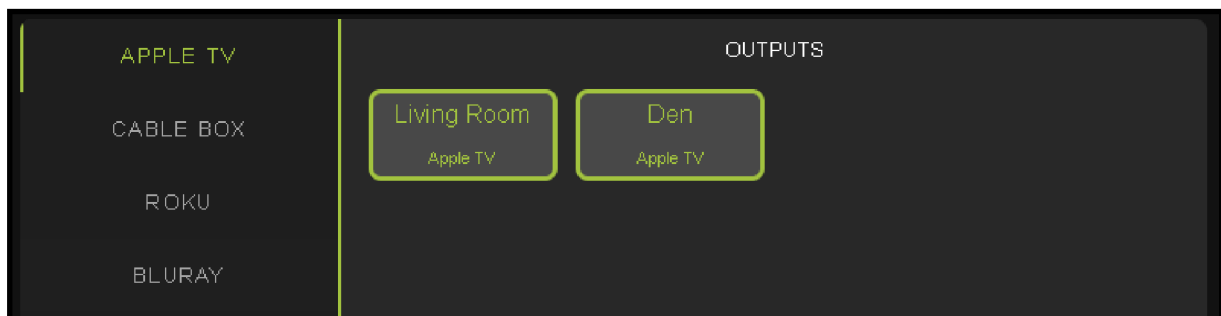 APPLE TV
CABLE BOX
ROKU
BLURAY
OUTPUTS
Living Room
Apple TV
Den
Apple TV